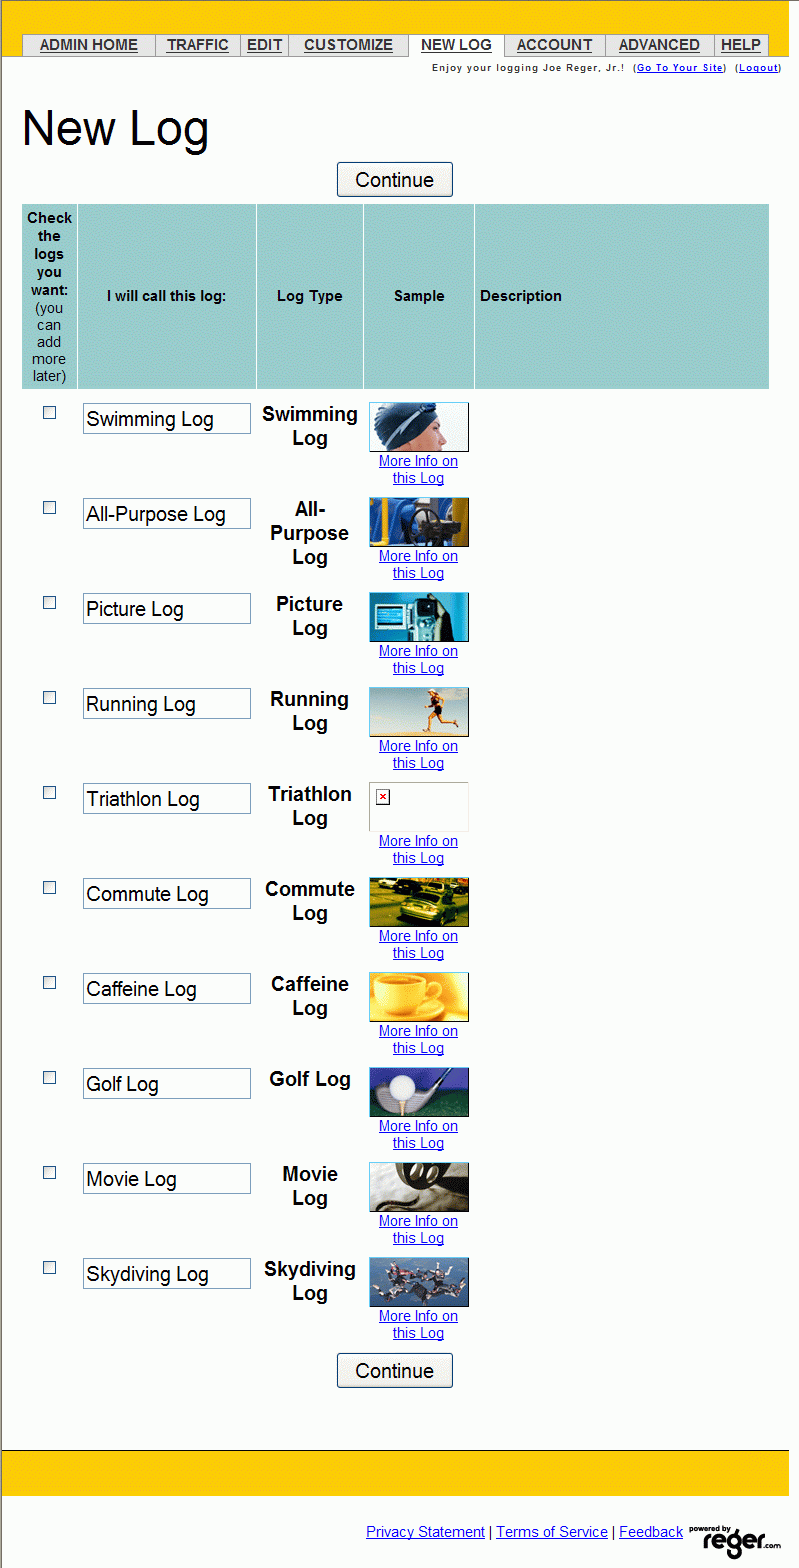 ADMIN HOME TRAFFIC EDIT CUSTOMIZE NEW LOG ACCOUNT ADVANCED HELP
Enjoy your logging Joe Reger, Jr.! (Go To Your Site) (Logout)
New Log
Continue
Check
the
logs
you
want:
(you
can
add
more
later)
I will call this log:
Log Type
Sample
Description
Swimming Log
Swimming
Log
More Info on
this Log
All-Purpose Log
All-
Purpose
Log
More Info on
this Log
Picture Log
Picture
Log
More Info on
this Log
Running Log
Running
Log
More Info on
this Log
Triathlon Log
Triathlon
Log
More Info on
this Log
Commute Log
Commute
Log
More Info on
this Log
Caffeine Log
Caffeine
Log
More Info on
this Log
Golf Log
Golf Log
More Info on
this Log
Movie Log
Movie
Log
More Info on
this Log
Skydiving Log
Skydiving
Log
More Info on
this Log
Continue
Privacy Statement | Terms of Service | Feedback
powered by
reger.com